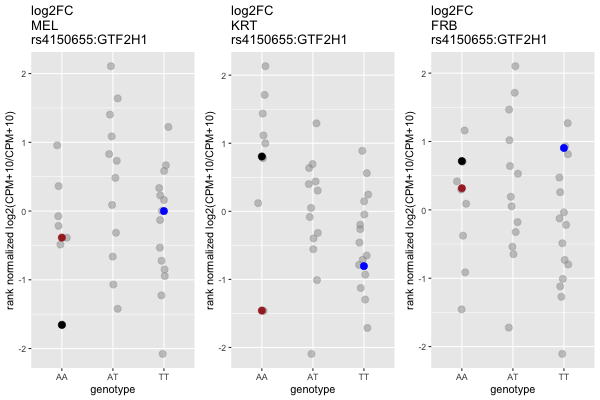 log2FC
MEL
rs4150655:GTF2H1
rank normalized log2(CPM+10/CPM+10)
2
1
0
-1
-2
AA
AT
TT
genotype
log2FC
KRT
rs4150655:GTF2H1
rank normalized log2(CPM+10/CPM+10)
2
1
0
-1
-2
AA
AT
TT
genotype
log2FC
FRB
rs4150655:GTF2H1
rank normalized log2(CPM+10/CPM+10)
2
1
0
-1
-2
AA
AT
TT
genotype